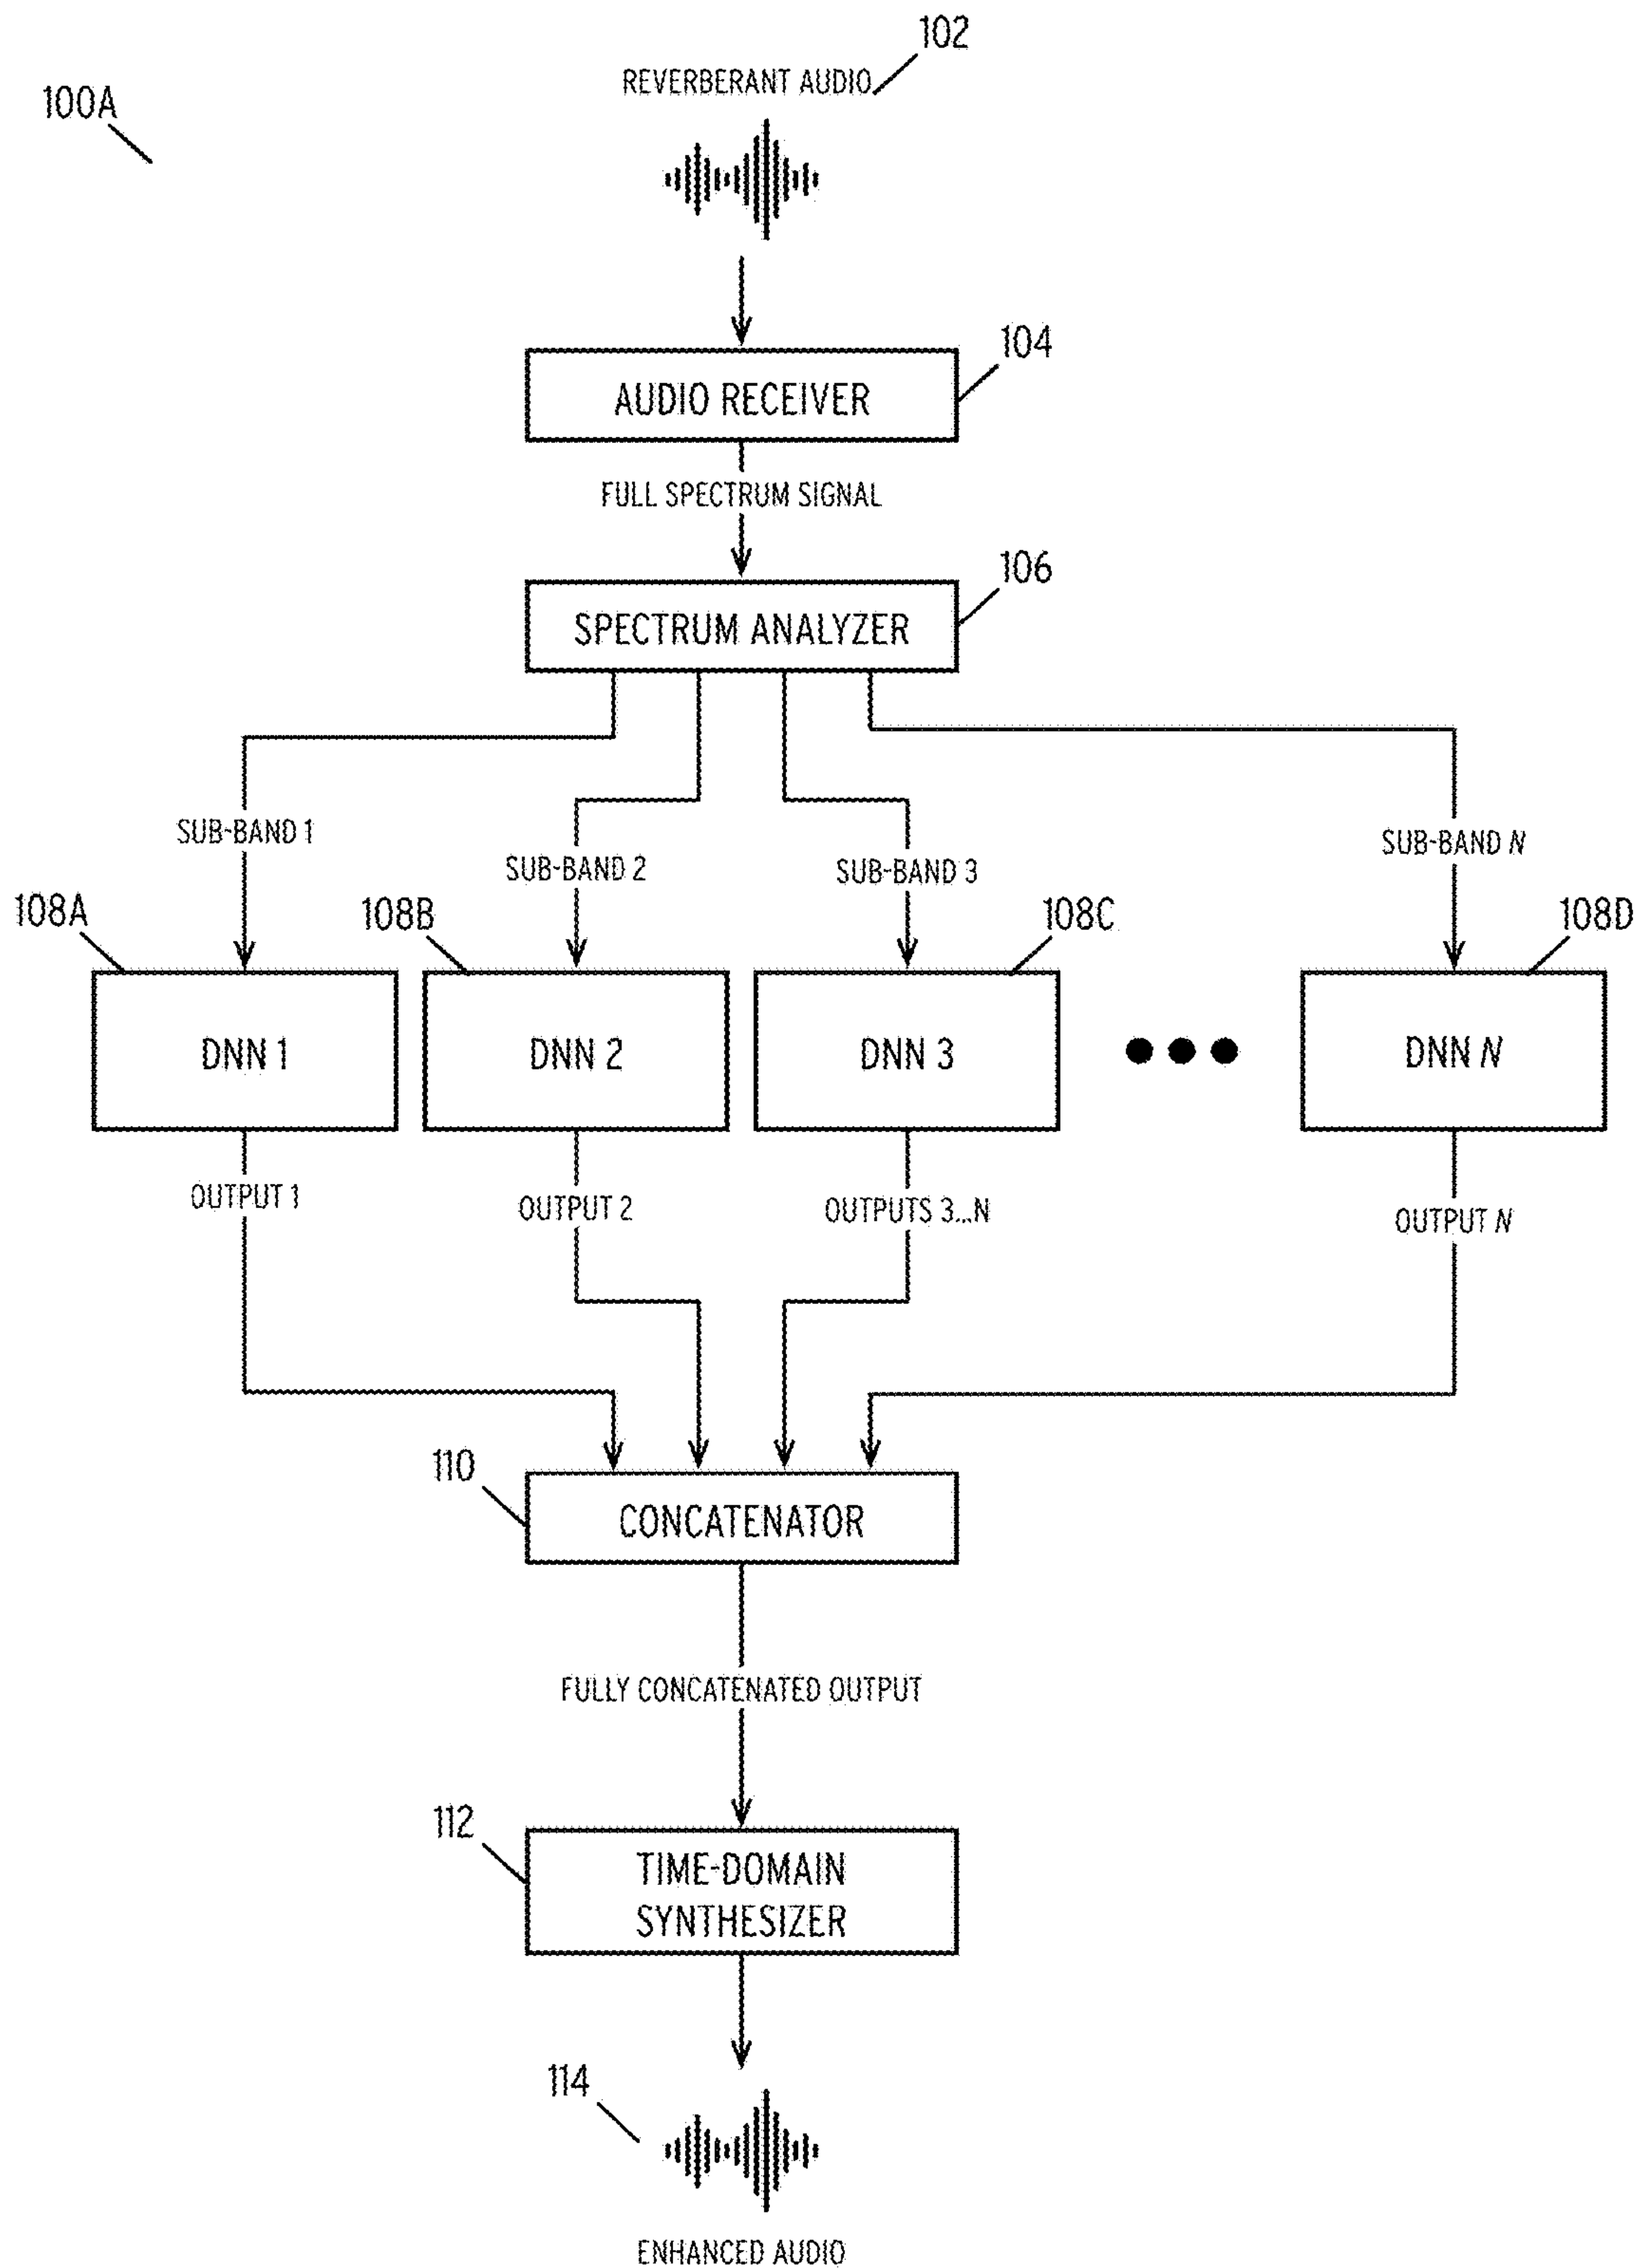 102
REVERBERANT AUDIO
100A
104
AUDIO RECEIVER
FULL SPECTRUM SIGNAL
106
SPECTRUM ANALYZER
SUB-BAND 1
SUB-BAND 2
SUB-BAND 3
SUB-BAND N
108A
108B
108C
108D
DNN 1
DNN 2
DNN 3
DNN N
OUTPUT 1
OUTPUT 2
OUTPUTS 3...N
OUTPUT N
110
CONCATENATOR
FULLY CONCATENATED OUTPUT
112
TIME-DOMAIN
SYNTHESIZER
114
ENHANCED AUDIO